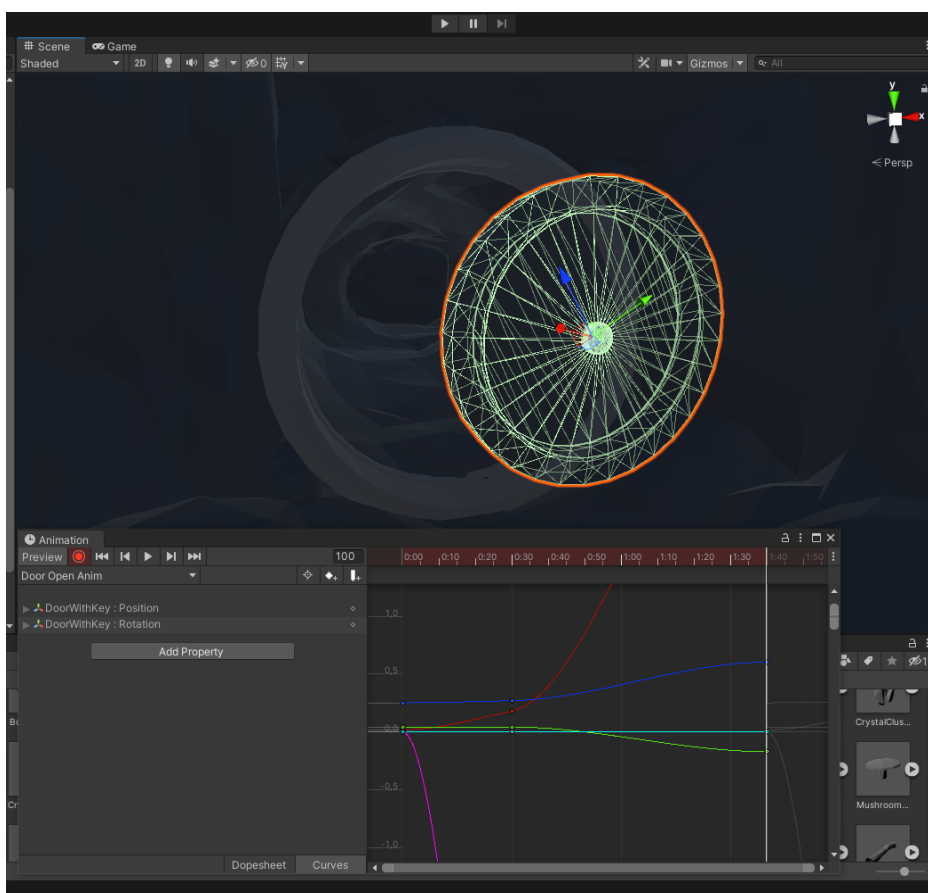 Scene Game
Shaded 2D 0 Gizmos All
y
x
Persp
Animation
Preview 100 0:00 0:10 0:20 0:30 0:40 0:50 1:00 1:10 1:20 1:30 1:40 1:50
Door Open Anim
DoorWithKey : Position
DoorWithKey : Rotation
Add Property
1,0
0,5
0,0
-0,5
-1,0
Dopesheet Curves
1
Bo
CrystalClus...
Cr
Mushroom...